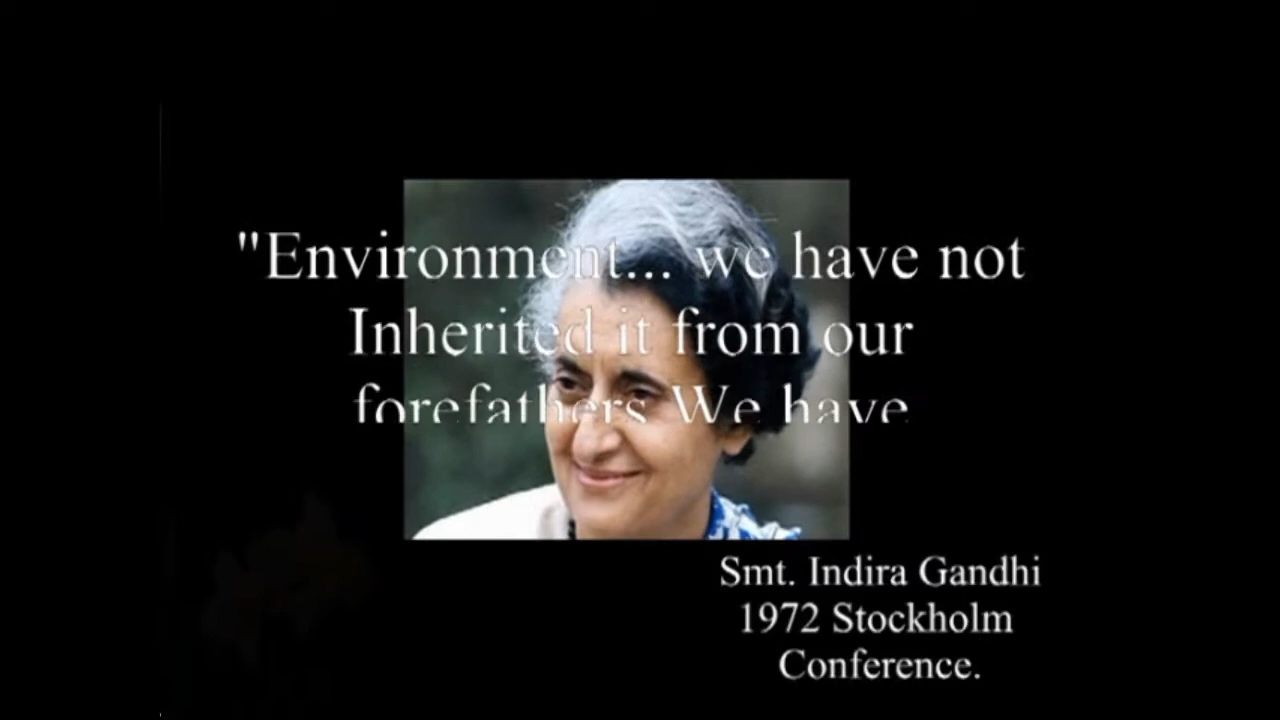 "Environment... we have not
Inherited it from our
forefathers We have
Smt. Indira Gandhi
1972 Stockholm
Conference.